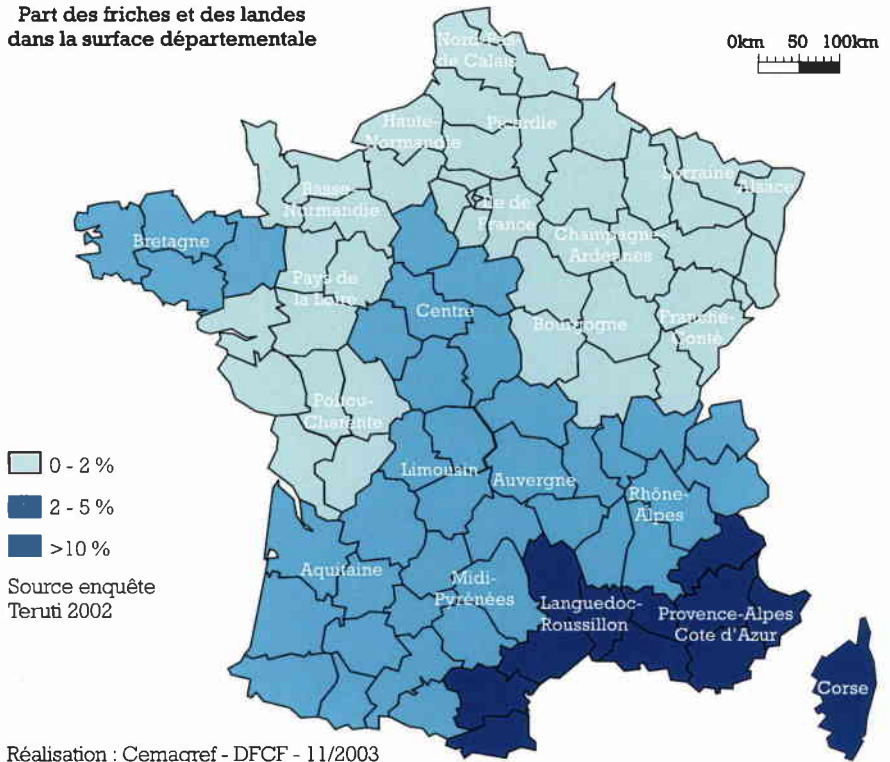 Part des friches et des landes
dans la surface départementale
0km 50 100km
Nord-Pas-
de Calais
Haute-
Normandie
Picardie
Basse-
Normandie
Ile de
France
Lorraine
Alsace
Champagne-
Ardennes
Bretagne
Pays de
la Loire
Centre
Bourgogne
Franche-
Conté
Poitou-
Charente
Limousin
Auvergne
Rhône-
Alpes
Aquitaine
Midi-
Pyrénées
Languedoc-
Roussillon
Provence-Alpes
Cote d'Azur
Corse
0 - 2 %
2 - 5 %
>10 %
Source enquête
Teruti 2002
Réalisation : Cemagref - DFCF - 11/2003